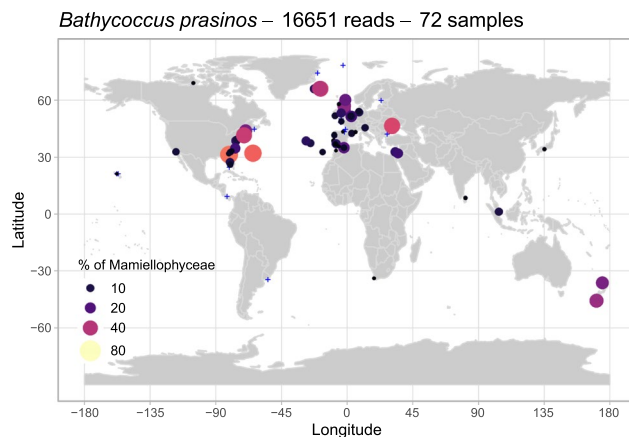 Bathycoccus prasinos – 16651 reads – 72 samples
Latitude
60
30
0
−30
−60
% of Mamiellophyceae
10
20
40
80
−180 −135 −90 −45 0 45 90 135 180
Longitude